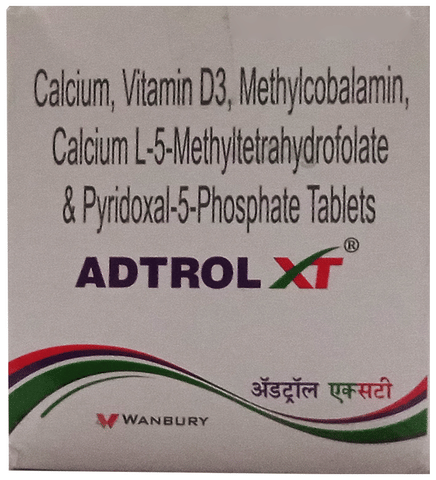 Calcium, Vitamin D3, Methylcobalamin,
Calcium L-5-Methyltetrahydrofolate
& Pyridoxal-5-Phosphate Tablets
ADTROL XT®
अ‍ॅडट्रॉल एक्सटी
WANBURY